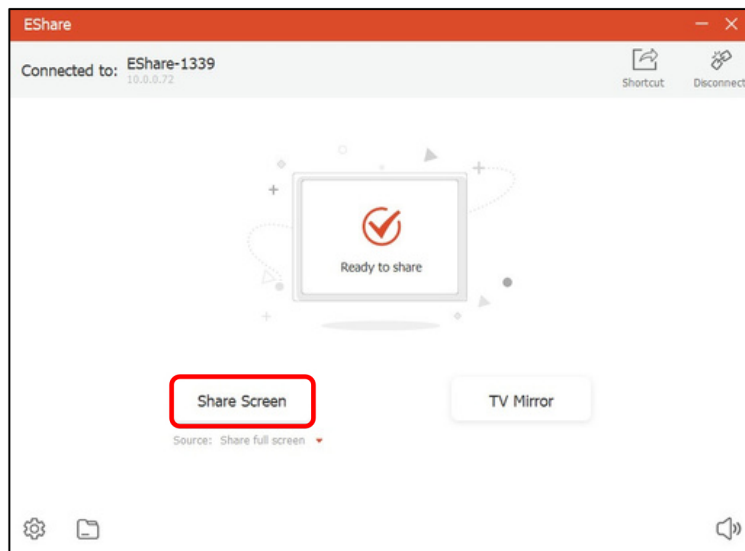 EShare
Connected to: EShare-1339
10.0.0.72
Shortcut
Disconnect
Ready to share
Share Screen
TV Mirror
Source: Share full screen